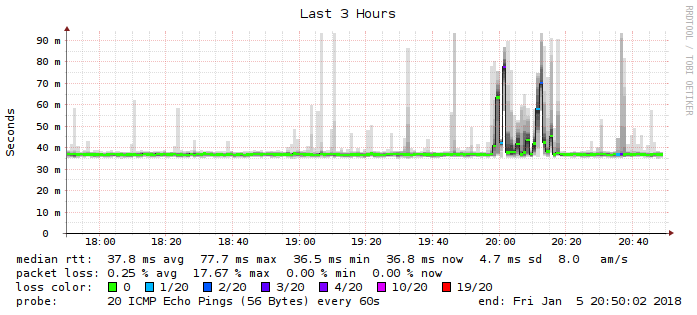 Last 3 Hours
RRDTOOL / TOBI OETIKER
Seconds
90 m
80 m
70 m
60 m
50 m
40 m
30 m
20 m
10 m
0
18:00 18:20 18:40 19:00 19:20 19:40 20:00 20:20 20:40
median rtt: 37.8 ms avg 77.7 ms max 36.5 ms min 36.8 ms now 4.7 ms sd 8.0 am/s
packet loss: 0.25 % avg 17.67 % max 0.00 % min 0.00 % now
loss color: 0 1/20 2/20 3/20 4/20 10/20 19/20
probe: 20 ICMP Echo Pings (56 Bytes) every 60s end: Fri Jan 5 20:50:02 2018